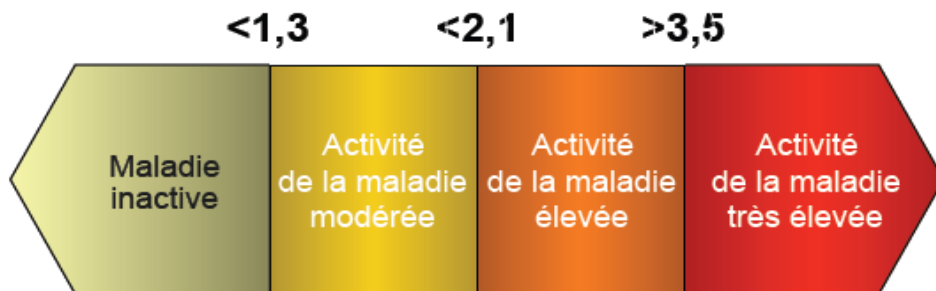 <1,3 <2,1 >3,5
Maladie
inactive
Activité
de la maladie
modérée
Activité
de la maladie
élevée
Activité
de la maladie
très élevée